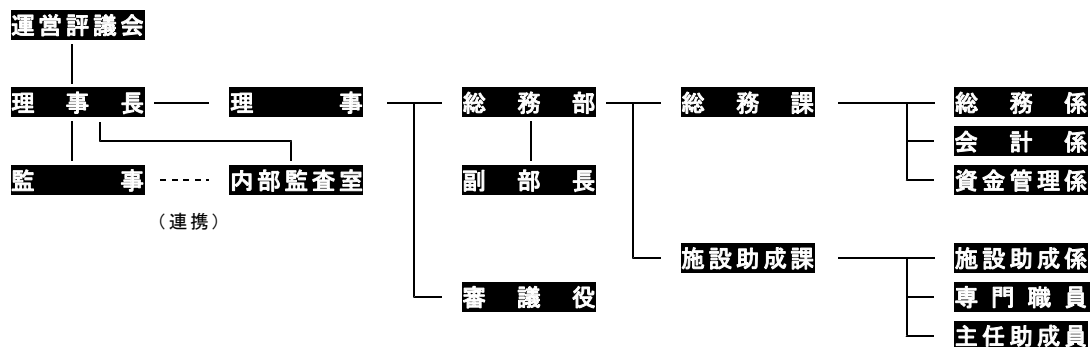 運営評議会
理事長 理事 総務部 総務課 総務係
会計係
監事 内部監査室 副部長 資金管理係
（連携）
施設助成課 施設助成係
審議役 専門職員
主任助成員